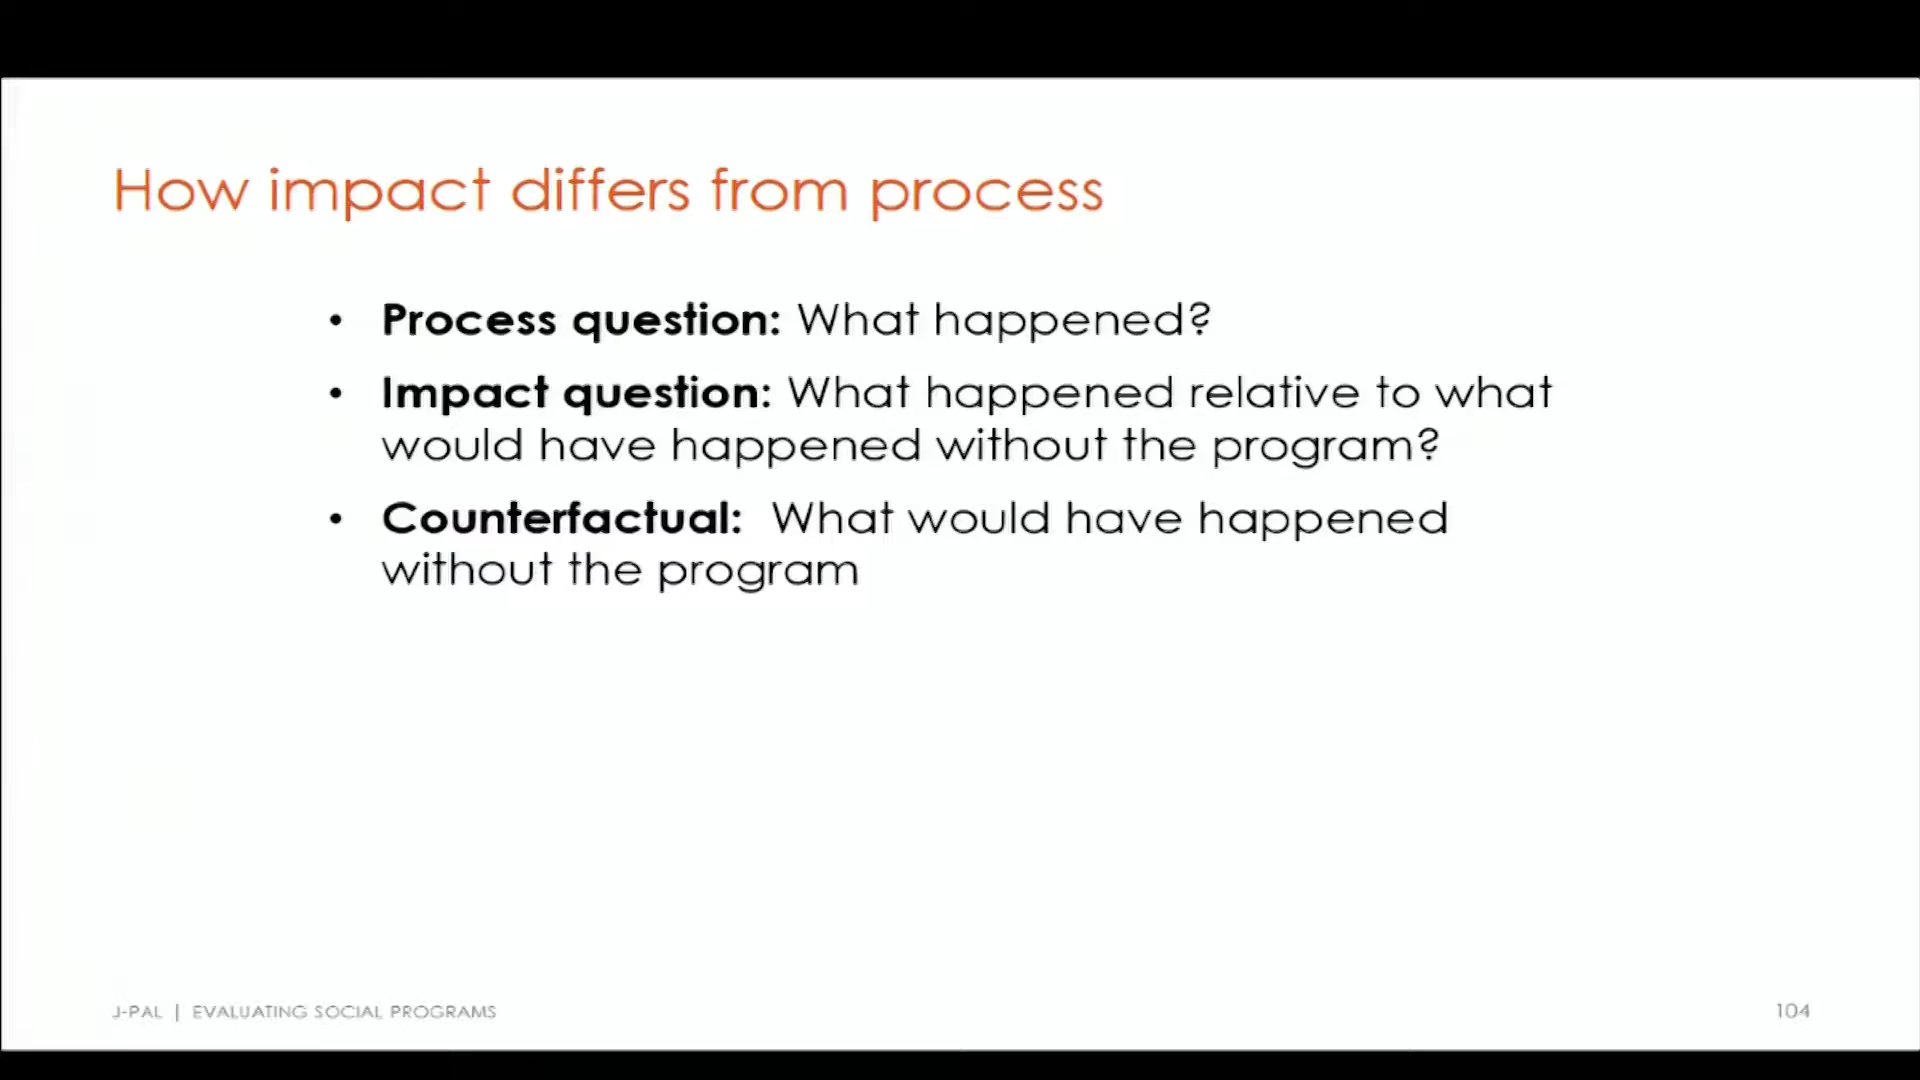 How impact differs from process
• Process question: What happened?
• Impact question: What happened relative to what
would have happened without the program?
• Counterfactual: What would have happened
without the program
J-PAL | EVALUATING SOCIAL PROGRAMS
104